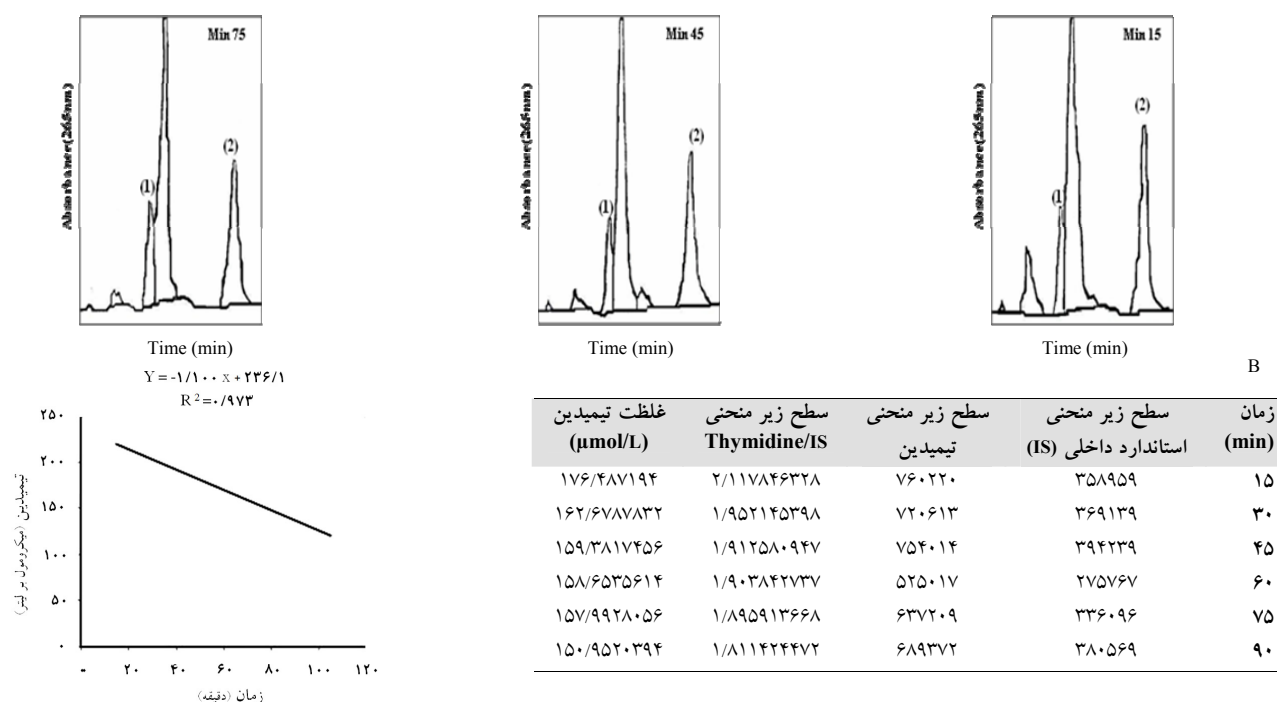 Min 75
Absorbance(265nm)
(1)
(2)
Time (min)
Min 45
Absorbance(265nm)
(1)
(2)
Time (min)
Min 15
Absorbance(265nm)
(1)
(2)
Time (min)
B
Y = -۱/۱۰۰ x + ۲۳۶/۱
R² = ۰/۹۷۳
۲۵۰
۲۰۰
۱۵۰
۱۰۰
۵۰
۰
تیمیدین (میکرومول بر لیتر)
- ۲۰ ۴۰ ۶۰ ۸۰ ۱۰۰ ۱۲۰
زمان (دقیقه)
زمان (min) سطح زیر منحنی استاندارد داخلی (IS) سطح زیر منحنی تیمیدین سطح زیر منحنی Thymidine/IS غلظت تیمیدین (µmol/L)
۱۵ ۳۵۸۹۵۹ ۷۶۰۲۲۰ ۲/۱۱۷۸۴۶۳۲۸ ۱۷۶/۴۸۷۱۹۴
۳۰ ۳۶۹۱۳۹ ۷۲۰۶۱۳ ۱/۹۵۲۱۴۵۳۹۸ ۱۶۲/۶۷۸۷۸۳۲
۴۵ ۳۹۴۲۳۹ ۷۵۴۰۱۴ ۱/۹۱۲۵۸۰۹۴۷ ۱۵۹/۳۸۱۷۴۵۶
۶۰ ۲۷۵۷۶۷ ۵۲۵۰۱۷ ۱/۹۰۳۸۴۲۷۳۷ ۱۵۸/۶۵۳۵۶۱۴
۷۵ ۳۳۶۰۹۶ ۶۳۷۲۰۹ ۱/۸۹۵۹۱۳۶۶۸ ۱۵۷/۹۹۲۸۰۵۶
۹۰ ۳۸۰۵۶۹ ۶۸۹۳۷۲ ۱/۸۱۱۴۲۴۴۷۲ ۱۵۰/۹۵۲۰۳۹۴